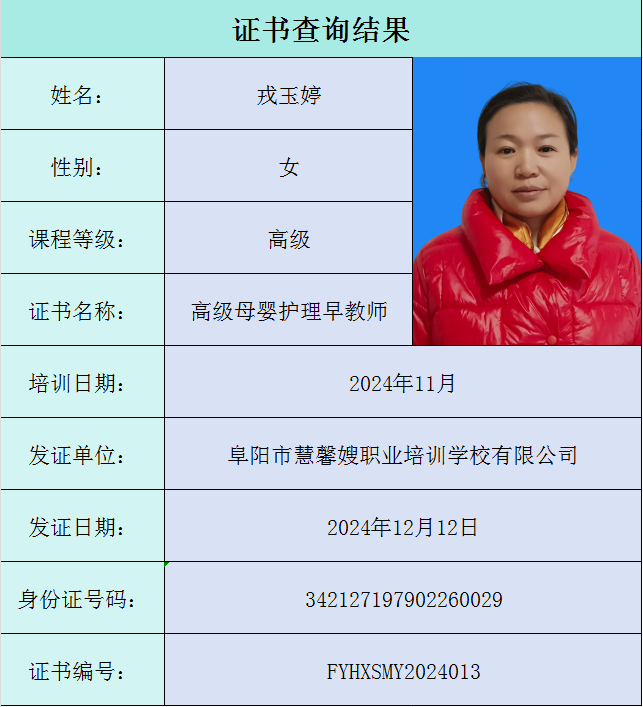 证书查询结果
姓名： 戎玉婷
性别： 女
课程等级： 高级
证书名称： 高级母婴护理早教师
培训日期： 2024年11月
发证单位： 阜阳市慧馨嫂职业培训学校有限公司
发证日期： 2024年12月12日
身份证号码： 342127197902260029
证书编号： FYHXSMY2024013